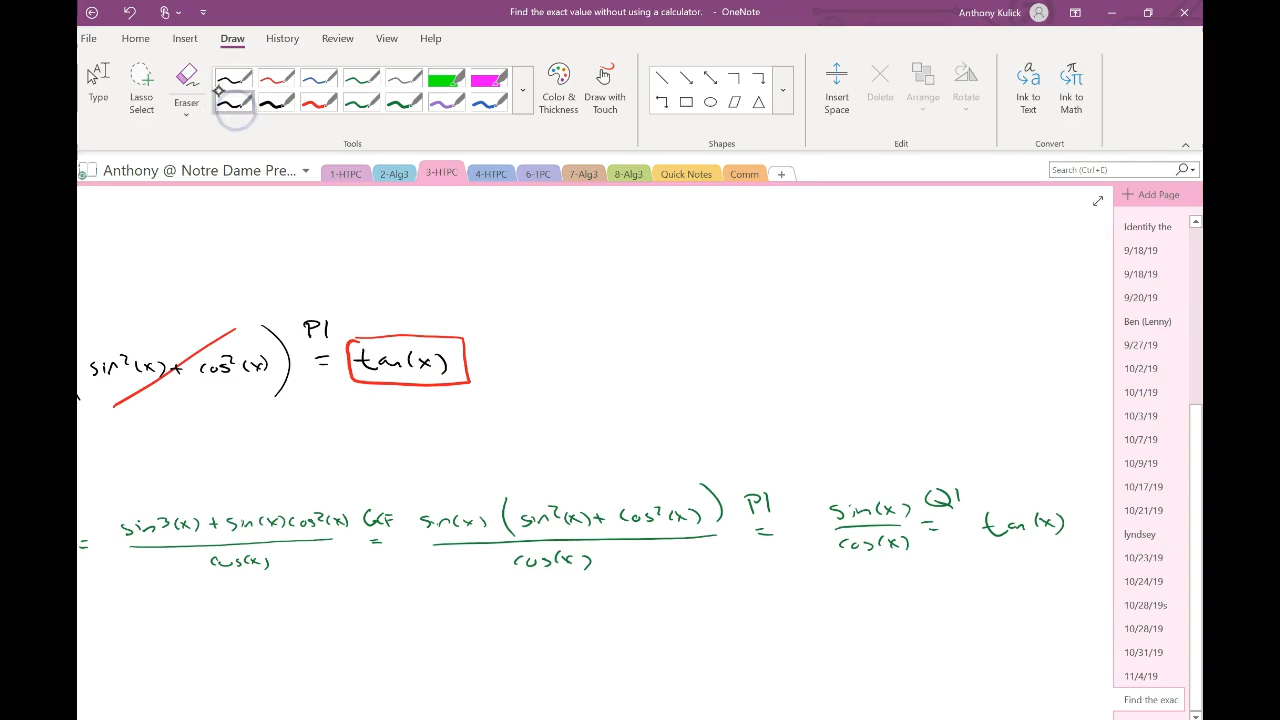 Find the exact value without using a calculator. - OneNote
Anthony Kulick
File Home Insert Draw History Review View Help
Type
Lasso Select
Eraser
Color & Thickness
Draw with Touch
Insert Space
Delete
Arrange
Rotate
Ink to Text
Ink to Math
Tools
Shapes
Edit
Convert
Anthony @ Notre Dame Pre...
1-HTPC 2-Alg3 3-HTPC 4-HTPC 6-TPC 7-Alg3 8-Alg3 Quick Notes Comm +
Search (Ctrl+E)
Add Page
Identify the
9/18/19
9/18/19
9/20/19
Ben (Lenny)
9/27/19
10/2/19
10/1/19
10/3/19
10/7/19
10/9/19
10/17/19
10/21/19
lyndsey
10/23/19
10/24/19
10/28/19s
10/28/19
10/31/19
11/4/19
Find the exac
PI
sin²(x) + cos²(x) ) = tan(x)
= sin³(x) + sin(x)cos²(x) GCF = sin(x) ( sin²(x) + cos²(x) ) PI = sin(x) QI = tan(x)
cos(x) cos(x) cos(x)